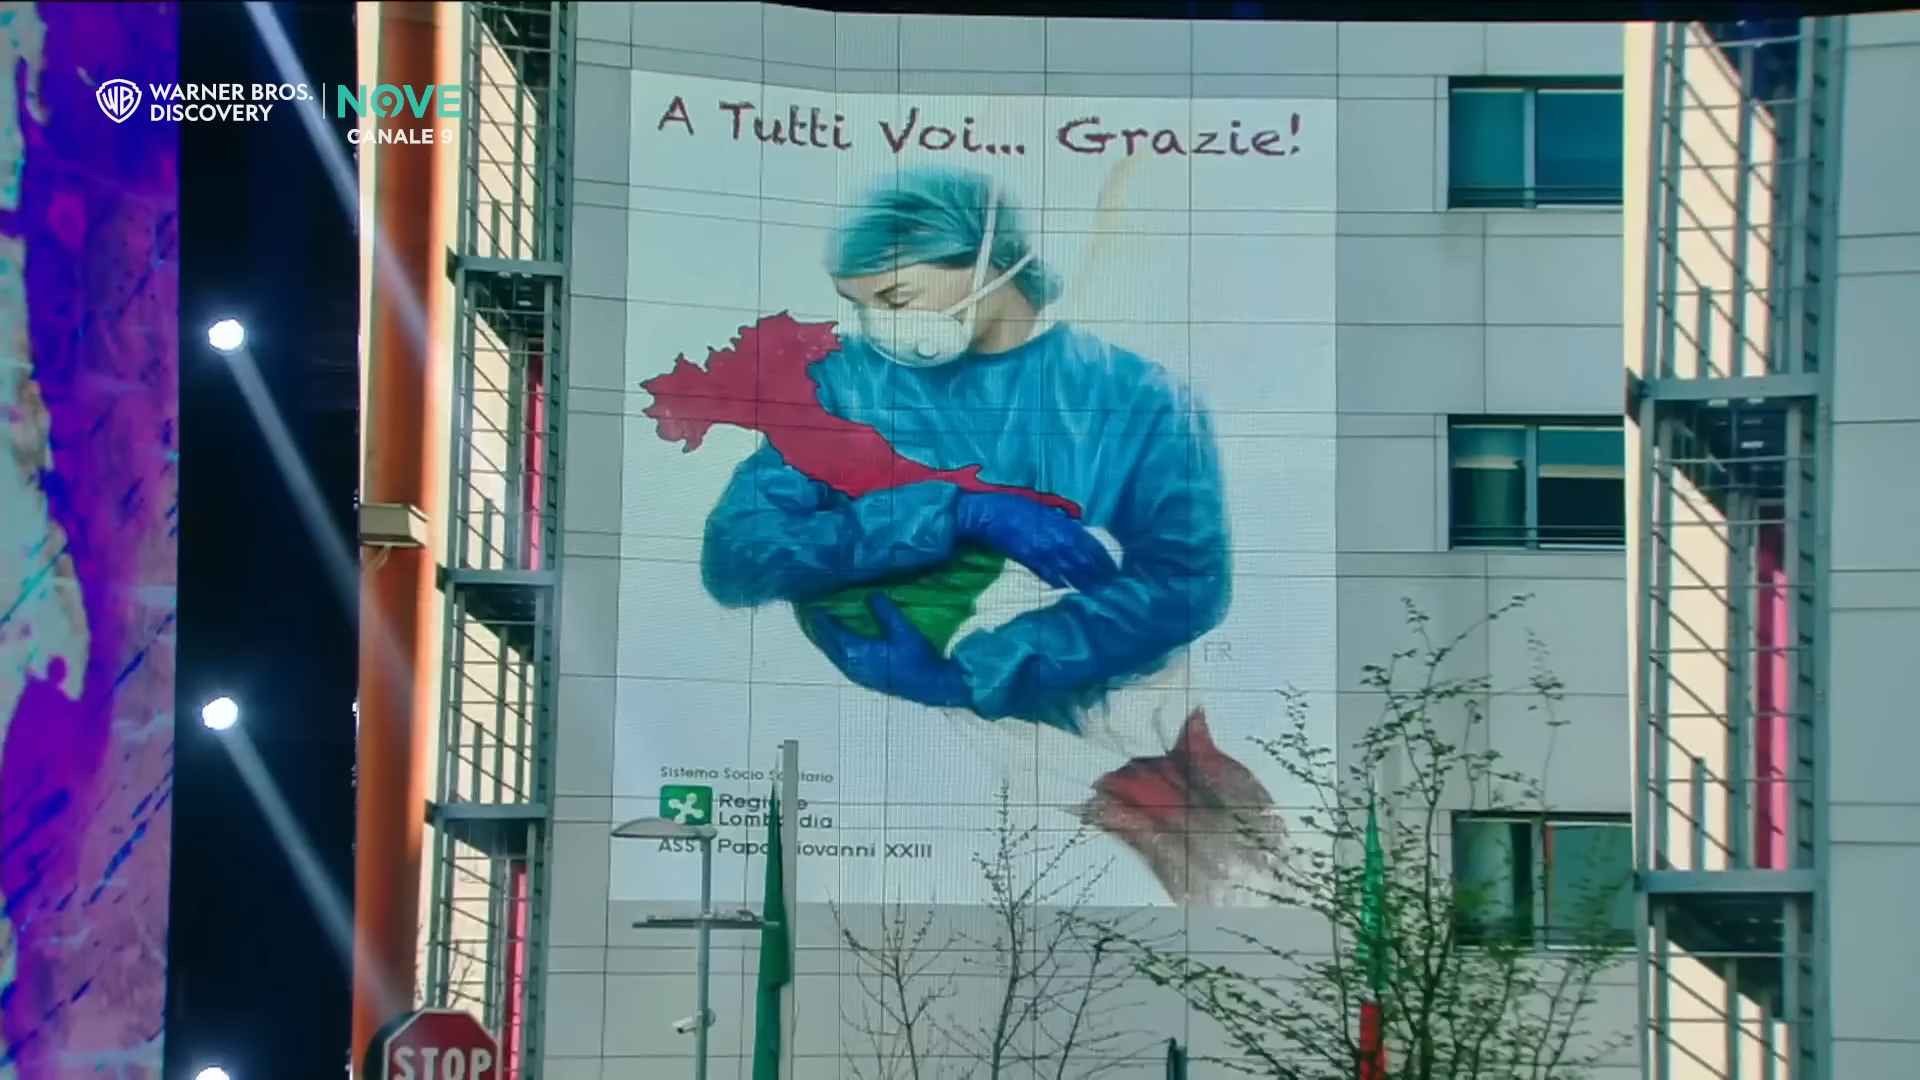 WARNER BROS. DISCOVERY
NOVE
CANALE 9
A Tutti Voi... Grazie!
ER
Sistema Socio Sanitario
Regione
Lombardia
ASST Papa Giovanni XXIII
STOP